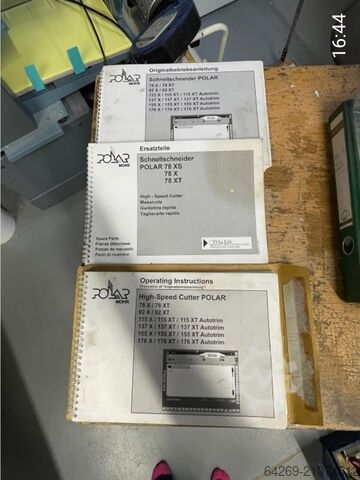 16:44
POLAR
MOHR
Originalbetriebsanleitung
Schnellschneider POLAR
78 X / 78 XT
92 X / 92 XT
115 X / 115 XT / 115 XT Autotrim
137 X / 137 XT / 137 XT Autotrim
155 X / 155 XT / 155 XT Autotrim
176 X / 176 XT / 176 XT Autotrim
POLAR
MOHR
Ersatzteile
Schnellschneider
POLAR 78 XS
78 X
78 XT
High - Speed Cutter
Massicots
Guillotina rápida
Tagliacarte rapido
Spare Parts
Pièces détachées
Piezas de repuesto
Pezzi di ricambio
POLAR
MOHR
Operating Instructions
(Translation of "Originalbetriebsanleitung")
High-Speed Cutter POLAR
78 X / 78 XT
92 X / 92 XT
115 X / 115 XT / 115 XT Autotrim
137 X / 137 XT / 137 XT Autotrim
155 X / 155 XT / 155 XT Autotrim
176 X / 176 XT / 176 XT Autotrim